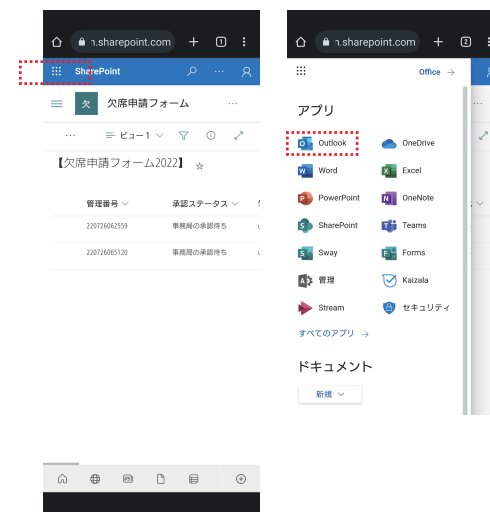 n.sharepoint.com
1
SharePoint
欠
欠席申請フォーム
ビュー1
【欠席申請フォーム2022】
管理番号
承認ステータス
220726062559
事務局の承認待ち
220726065120
事務局の承認待ち
n.sharepoint.com
2
Office →
アプリ
Outlook
OneDrive
Word
Excel
PowerPoint
OneNote
SharePoint
Teams
Sway
Forms
管理
Kaizala
Stream
セキュリティ
すべてのアプリ →
ドキュメント
新規